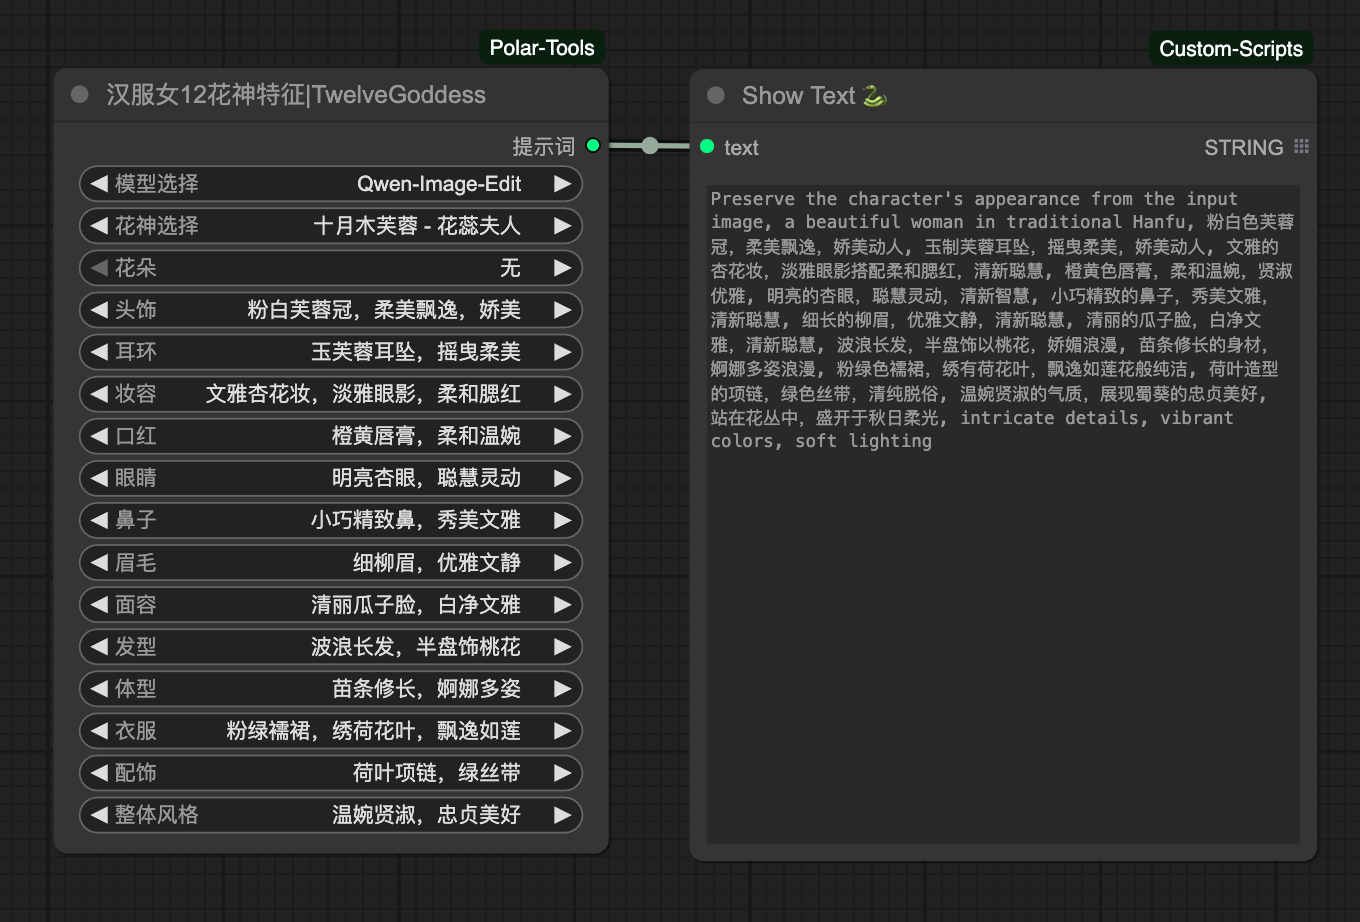 Polar-Tools
汉服女12花神特征|TwelveGoddess
提示词
模型选择 Qwen-Image-Edit
花神选择 十月木芙蓉 - 花蕊夫人
花朵 无
头饰 粉白芙蓉冠，柔美飘逸，娇美
耳环 玉芙蓉耳坠，摇曳柔美
妆容 文雅杏花妆，淡雅眼影，柔和腮红
口红 橙黄唇膏，柔和温婉
眼睛 明亮杏眼，聪慧灵动
鼻子 小巧精致鼻，秀美文雅
眉毛 细柳眉，优雅文静
面容 清丽瓜子脸，白净文雅
发型 波浪长发，半盘饰桃花
体型 苗条修长，婀娜多姿
衣服 粉绿襦裙，绣荷花叶，飘逸如莲
配饰 荷叶项链，绿丝带
整体风格 温婉贤淑，忠贞美好
Custom-Scripts
Show Text 🐍
text
STRING
Preserve the character's appearance from the input
image, a beautiful woman in traditional Hanfu, 粉白色芙蓉
冠，柔美飘逸，娇美动人, 玉制芙蓉耳坠，摇曳柔美，娇美动人, 文雅的
杏花妆，淡雅眼影搭配柔和腮红，清新聪慧, 橙黄色唇膏，柔和温婉，贤淑
优雅, 明亮的杏眼，聪慧灵动，清新智慧, 小巧精致的鼻子，秀美文雅，
清新聪慧, 细长的柳眉，优雅文静，清新聪慧, 清丽的瓜子脸，白净文
雅，清新聪慧, 波浪长发，半盘饰以桃花，娇媚浪漫, 苗条修长的身材，
婀娜多姿浪漫, 粉绿色襦裙，绣有荷花叶，飘逸如莲花般纯洁, 荷叶造型
的项链，绿色丝带，清纯脱俗, 温婉贤淑的气质，展现蜀葵的忠贞美好,
站在花丛中，盛开于秋日柔光, intricate details, vibrant
colors, soft lighting